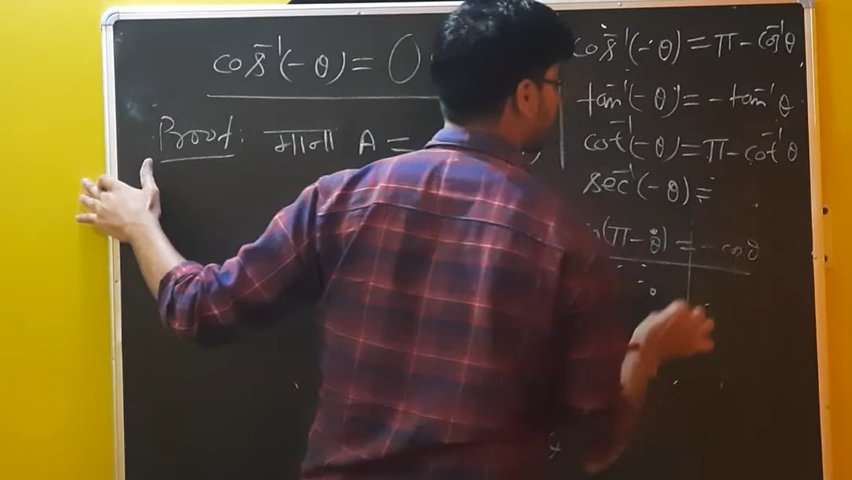 cos⁻¹(-θ) =
Proof: माना A =
cos⁻¹(-θ) = π - cos⁻¹θ
tan⁻¹(-θ) = - tan⁻¹θ
cot⁻¹(-θ) = π - cot⁻¹θ
sec⁻¹(-θ) =
(π - θ) = - cosθ